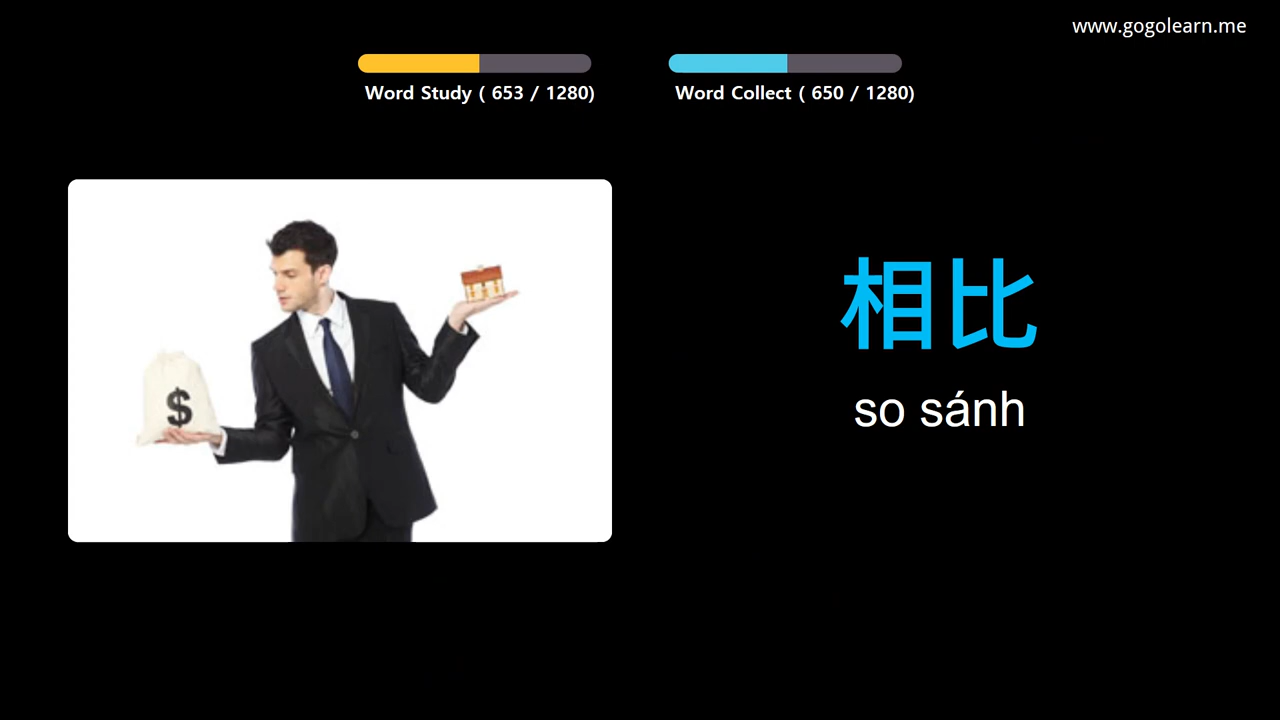 www.gogolearn.me
Word Study ( 653 / 1280)
Word Collect ( 650 / 1280)
$
相比
so sánh